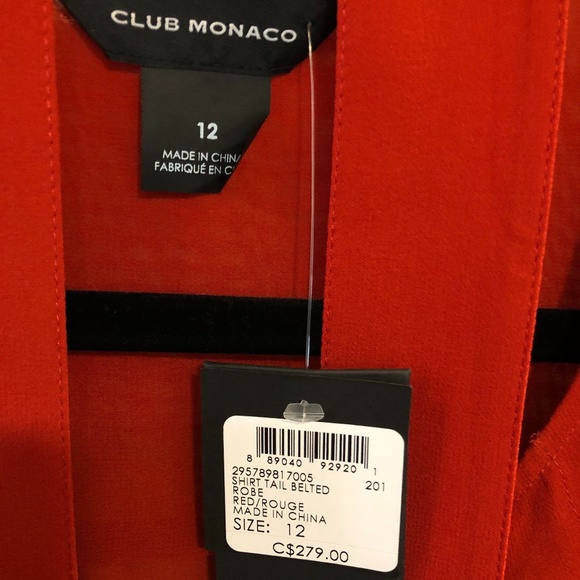 CLUB MONACO
12
MADE IN CHINA
FABRIQUÉ EN C
8 89040 92920 1
295789817005 201
SHIRT TAIL BELTED
ROBE
RED/ROUGE
MADE IN CHINA
SIZE: 12
C$279.00